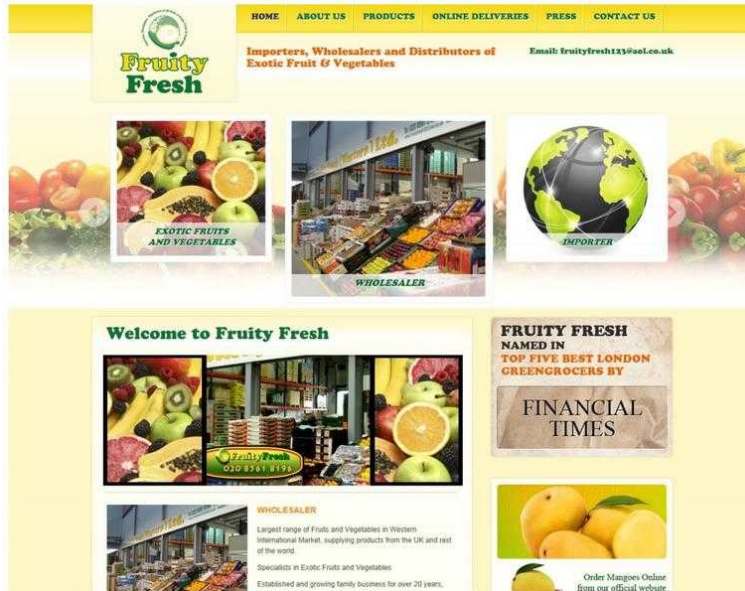 HOME ABOUT US PRODUCTS ONLINE DELIVERIES PRESS CONTACT US
Fruity
Fresh
Importers, Wholesalers and Distributors of
Exotic Fruit & Vegetables
Email: fruityfresh123@aol.co.uk
EXOTIC FRUITS
AND VEGETABLES
Ltd.
WHOLESALER
IMPORTER
Welcome to Fruity Fresh
FruityFresh
020 8561 8196
WHOLESALER
Largest range of Fruits and Vegetables in Western
International Market, supplying products from the UK and rest
of the world.
Specialists in Exotic Fruits and Vegetables
Established and growing family business for over 20 years,
FRUITY FRESH
NAMED IN
TOP FIVE BEST LONDON
GREENGROCERS BY
FINANCIAL
TIMES
Order Mangoes Online
from our official website